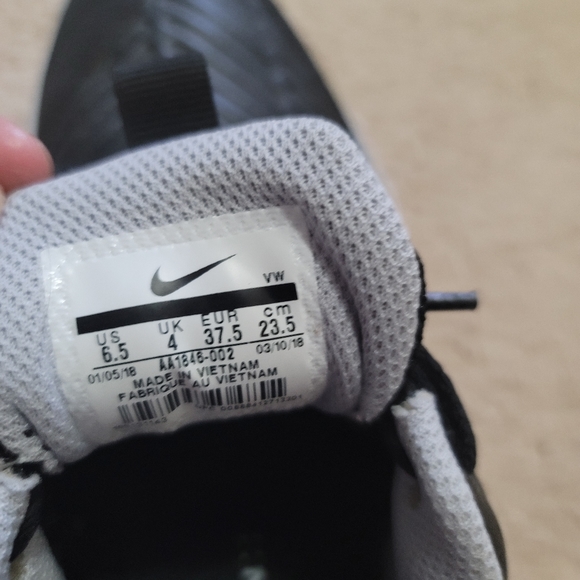 VW
US UK EUR cm
6.5 4 37.5 23.5
01/05/18 AA1646-002 03/10/18
MADE IN VIETNAM
FABRIQUE AU VIETNAM